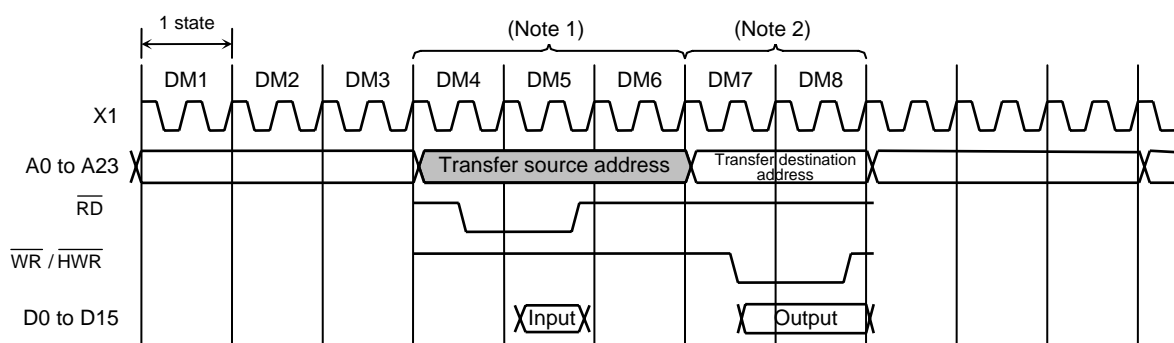 1 state
(Note 1)
(Note 2)
DM1 DM2 DM3 DM4 DM5 DM6 DM7 DM8
X1
A0 to A23
Transfer source address
Transfer destination
address
RD
WR / HWR
D0 to D15
Input
Output